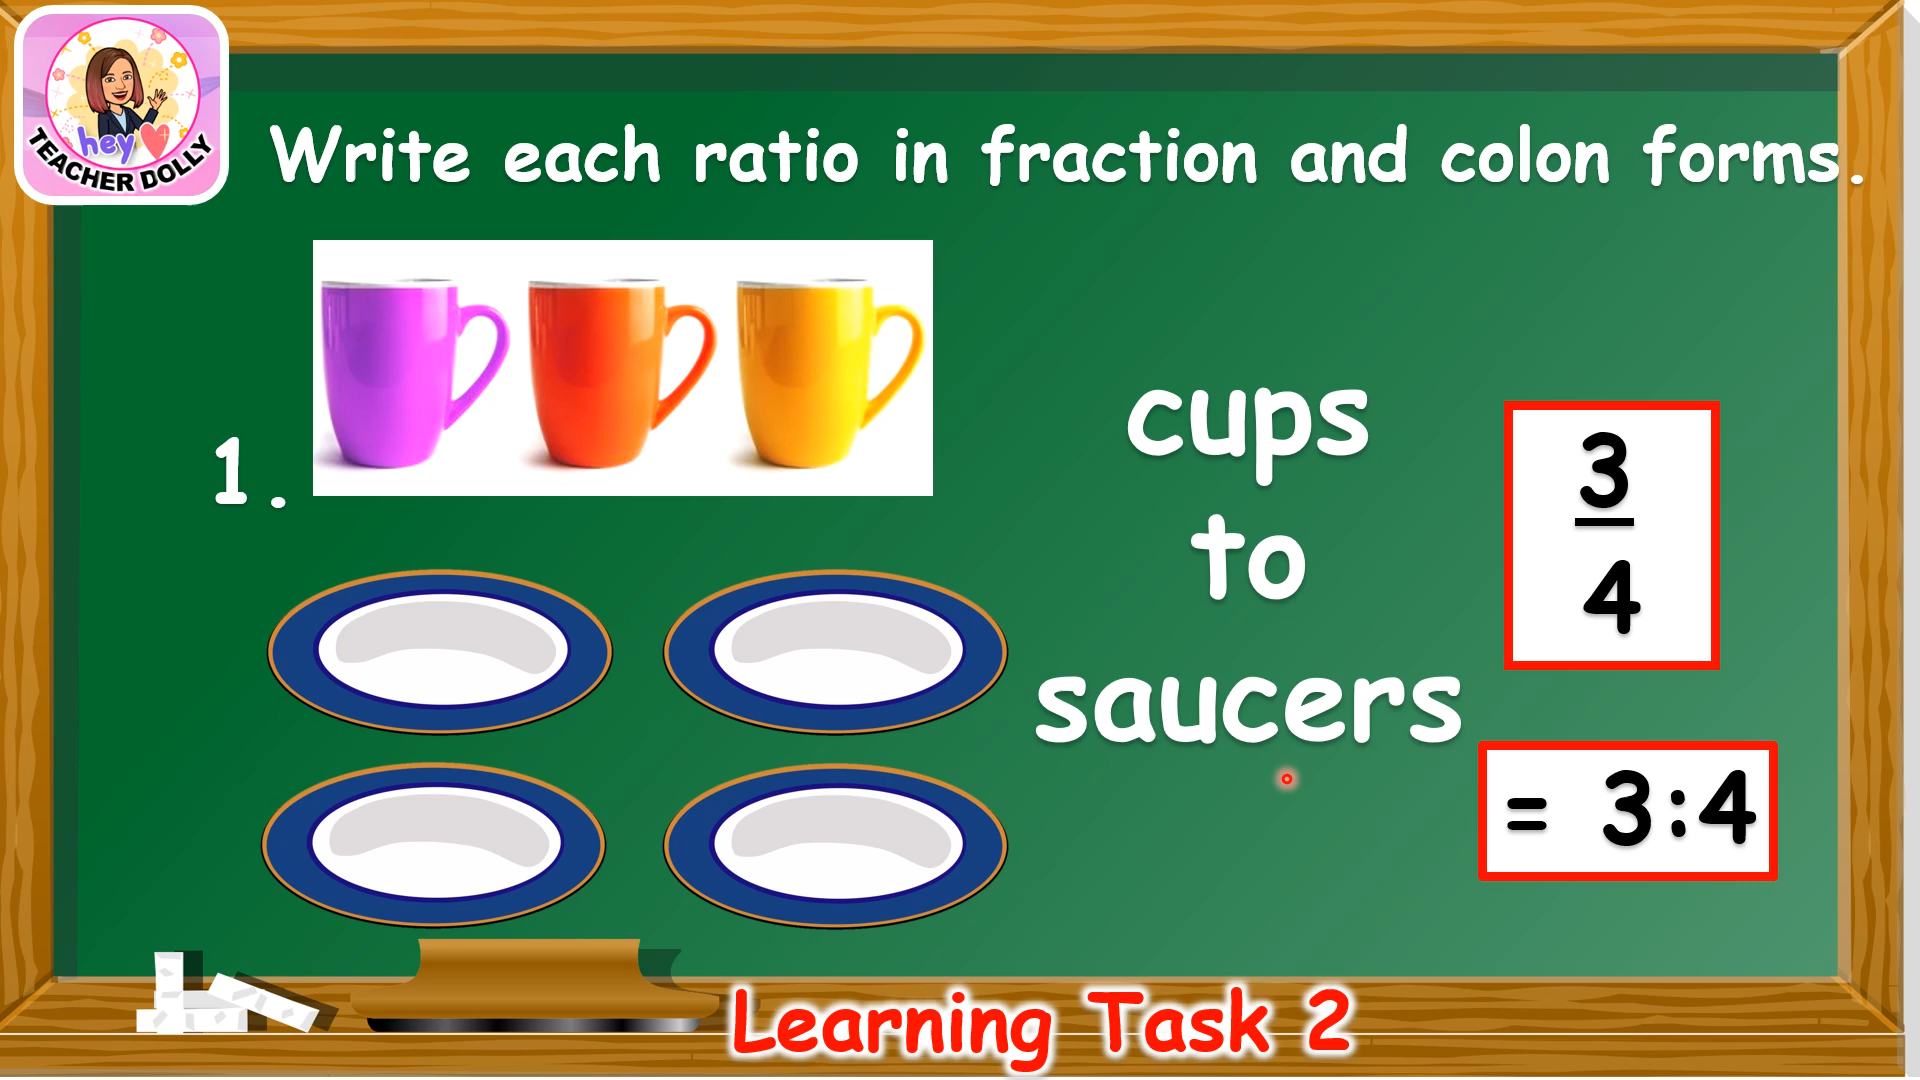 hey
TEACHER DOLLY
Write each ratio in fraction and colon forms.
1.
cups
to
saucers
3
4
= 3:4
Learning Task 2